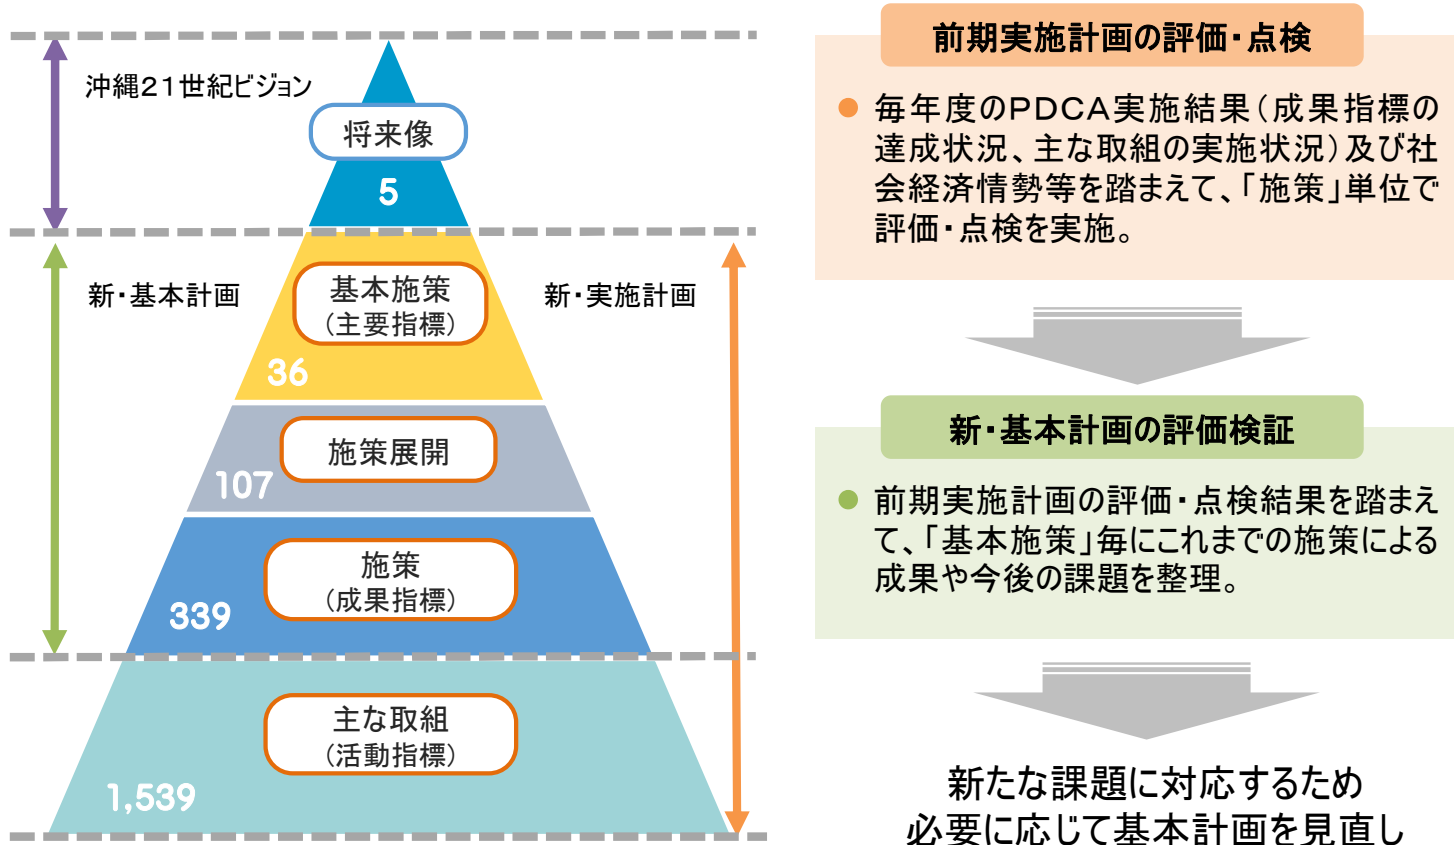 沖縄21世紀ビジョン
将来像
5
新・基本計画
新・実施計画
基本施策
(主要指標)
36
施策展開
107
施策
(成果指標)
339
主な取組
(活動指標)
1,539
前期実施計画の評価・点検
● 毎年度のPDCA実施結果(成果指標の
達成状況、主な取組の実施状況)及び社
会経済情勢等を踏まえて、「施策」単位で
評価・点検を実施。
新・基本計画の評価検証
● 前期実施計画の評価・点検結果を踏まえ
て、「基本施策」毎にこれまでの施策による
成果や今後の課題を整理。
新たな課題に対応するため
必要に応じて基本計画を見直し